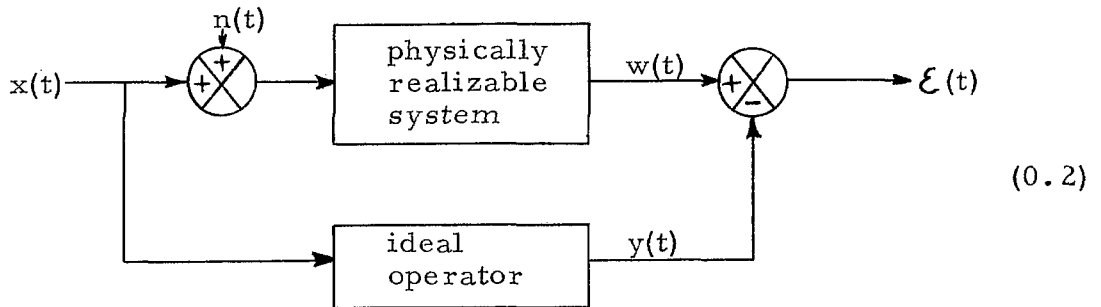 n(t)
x(t)
+
+
physically
realizable
system
w(t)
+
-
ℰ(t)
(0.2)
ideal
operator
y(t)